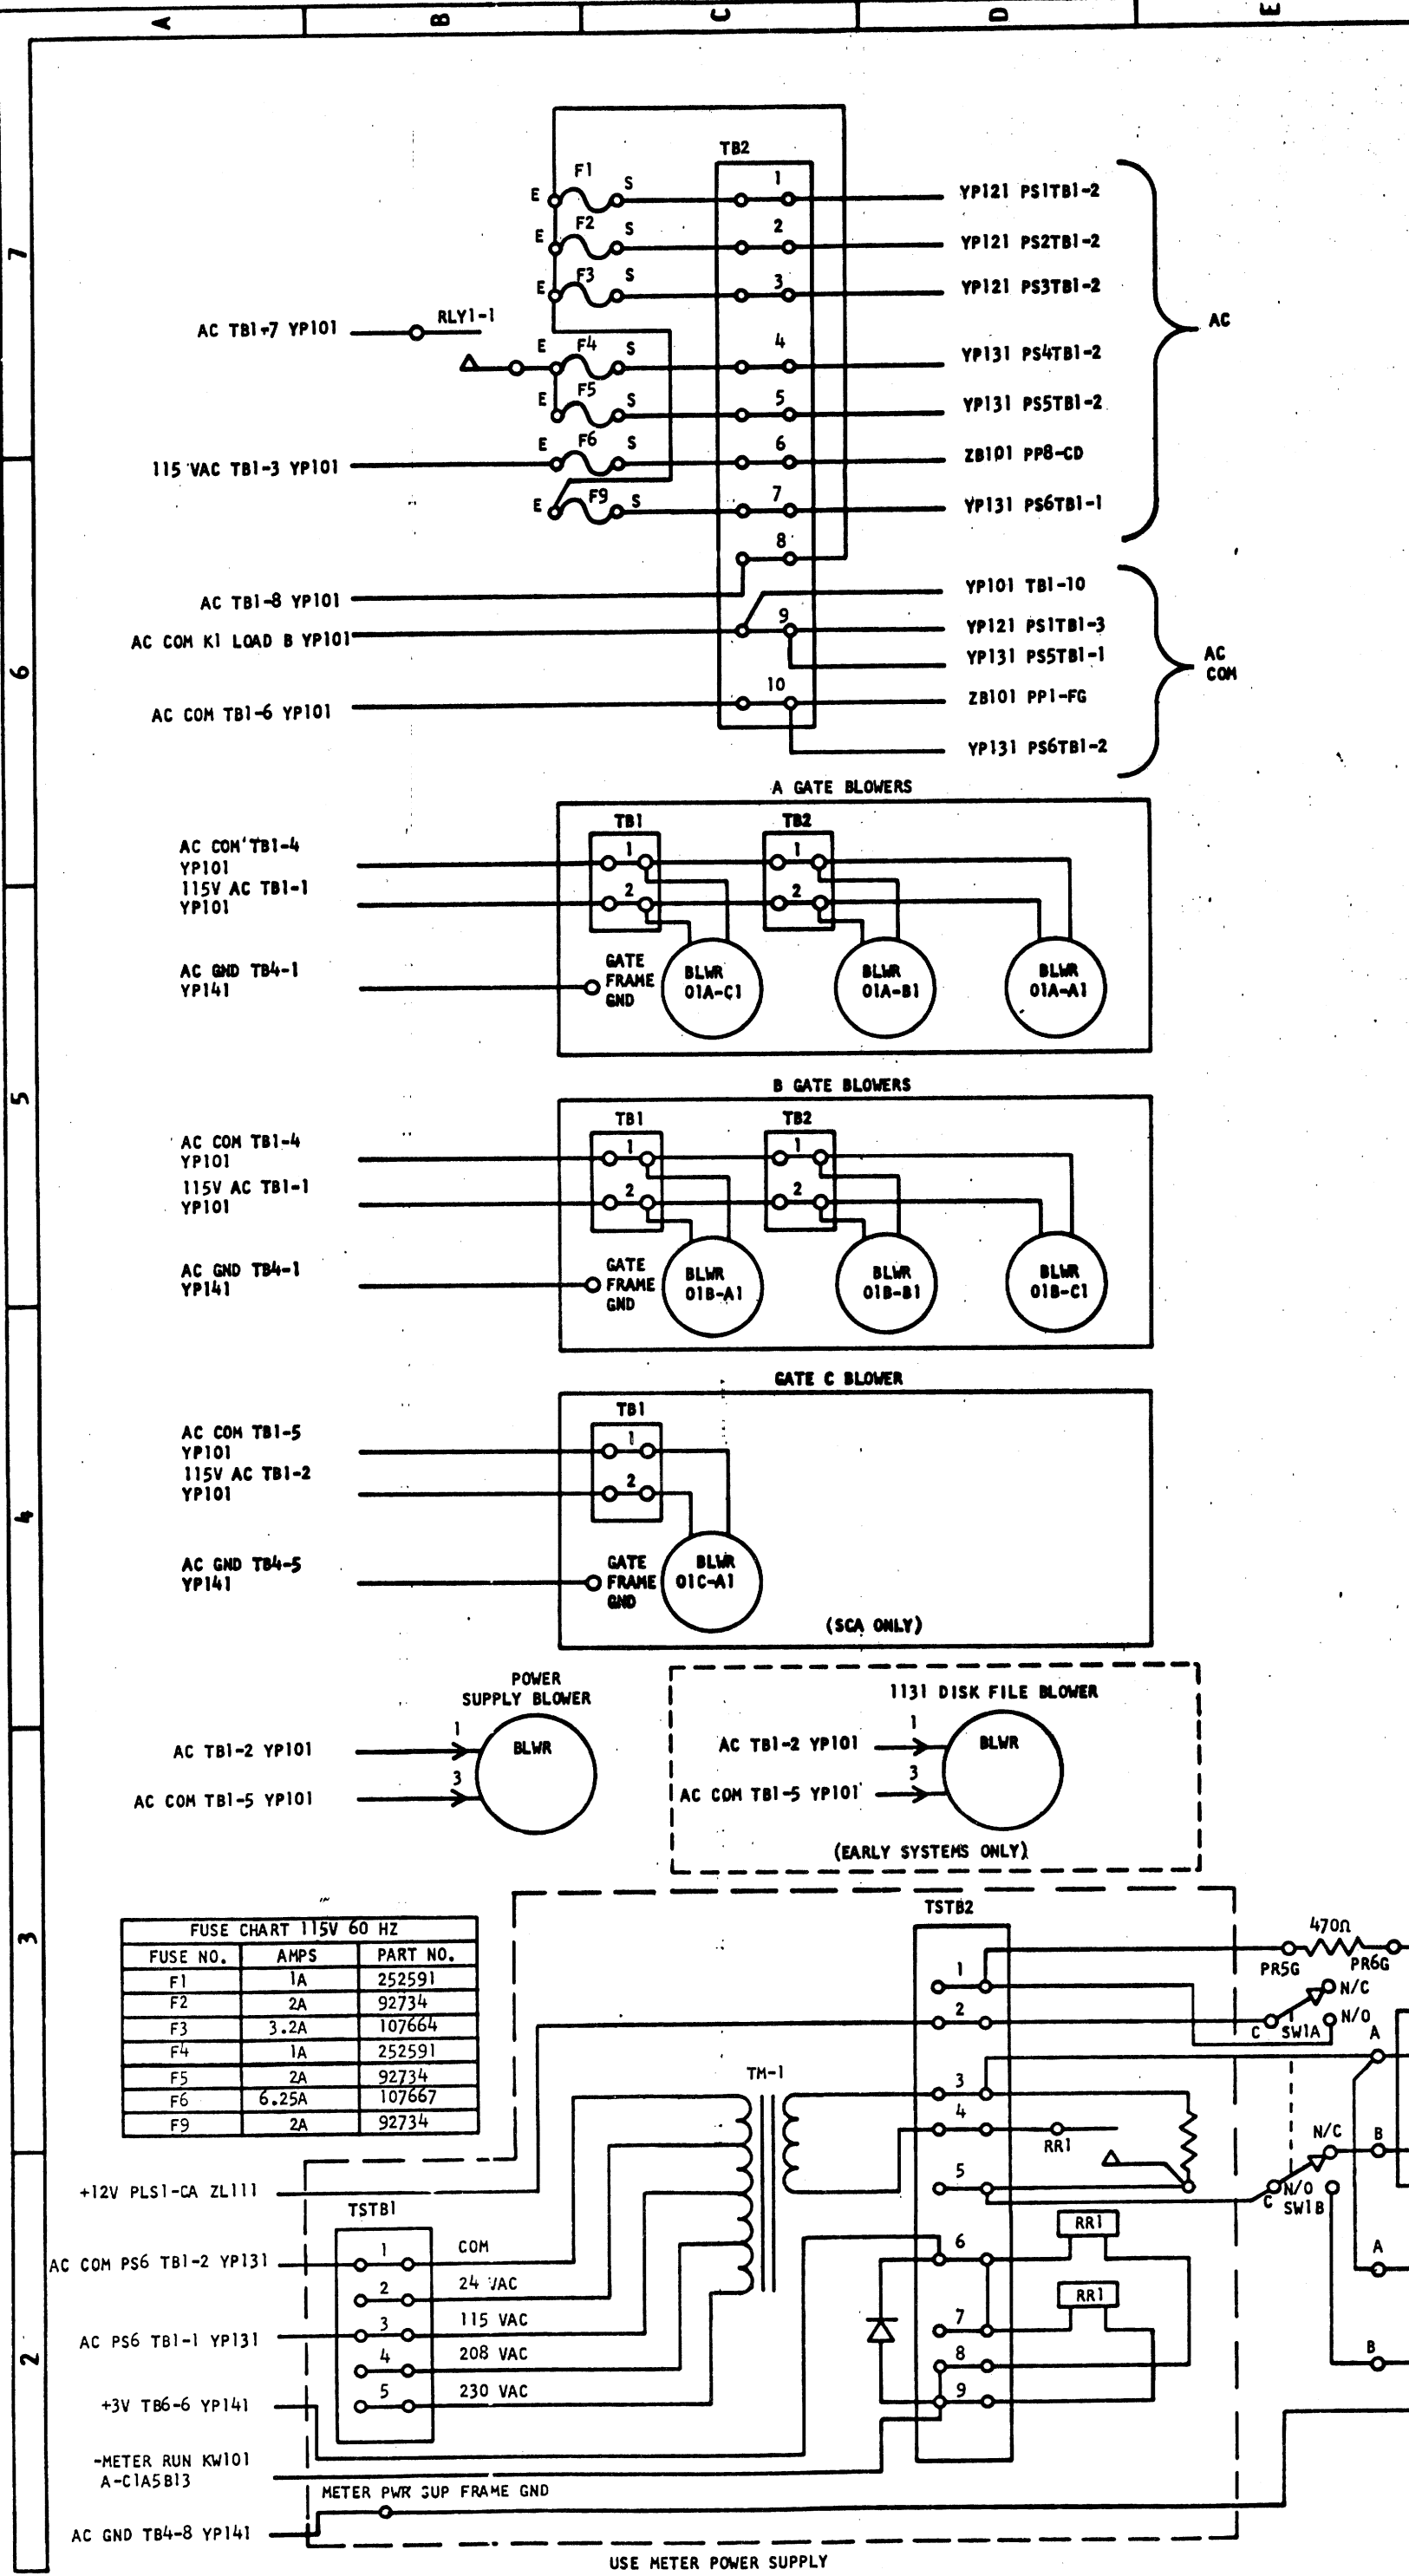 A B C D E
7
6
5
4
3
2
TB2
F1
E S 1 YP121 PS1TB1-2
F2
E S 2 YP121 PS2TB1-2
F3
E S 3 YP121 PS3TB1-2
AC TB1-7 YP101 RLY1-1
AC
E F4 S 4 YP131 PS4TB1-2
E F5 S 5 YP131 PS5TB1-2
115 VAC TB1-3 YP101 E F6 S 6 ZB101 PP8-CD
E F9 S 7 YP131 PS6TB1-1
8
AC TB1-8 YP101 YP101 TB1-10
AC COM K1 LOAD B YP101 9 YP121 PS1TB1-3
YP131 PS5TB1-1
AC
COM
AC COM TB1-6 YP101 10 ZB101 PP1-FG
YP131 PS6TB1-2
A GATE BLOWERS
TB1 TB2
AC COM TB1-4
YP101
1 1
115V AC TB1-1
YP101
2 2
AC GND TB4-1
YP141
GATE
FRAME
GND
BLWR
01A-C1
BLWR
01A-B1
BLWR
01A-A1
B GATE BLOWERS
TB1 TB2
AC COM TB1-4
YP101
1 1
115V AC TB1-1
YP101
2 2
AC GND TB4-1
YP141
GATE
FRAME
GND
BLWR
01B-A1
BLWR
01B-B1
BLWR
01B-C1
GATE C BLOWER
TB1
AC COM TB1-5
YP101
1
115V AC TB1-2
YP101
2
AC GND TB4-5
YP141
GATE
FRAME
GND
BLWR
01C-A1
(SCA ONLY)
POWER
SUPPLY BLOWER
AC TB1-2 YP101 1 BLWR
AC COM TB1-5 YP101 3
1131 DISK FILE BLOWER
AC TB1-2 YP101 1 BLWR
AC COM TB1-5 YP101 3
(EARLY SYSTEMS ONLY)
FUSE CHART 115V 60 HZ
FUSE NO. AMPS PART NO.
F1 1A 252591
F2 2A 92734
F3 3.2A 107664
F4 1A 252591
F5 2A 92734
F6 6.25A 107667
F9 2A 92734
TSTB2
470Ω
PR5G PR6G
1
N/C
2
C SW1A N/O
A
TM-1
3
4
RR1
N/C B
5
C N/O
SW1B
+12V PLS1-CA ZL111
TSTB1
RR1
AC COM PS6 TB1-2 YP131 1 COM
6
A
2 24 VAC
RR1
AC PS6 TB1-1 YP131 3 115 VAC
7
4 208 VAC
8
B
5 230 VAC
9
+3V TB6-6 YP141
-METER RUN KW101
A-C1A5B13
METER PWR SUP FRAME GND
AC GND TB4-8 YP141
USE METER POWER SUPPLY